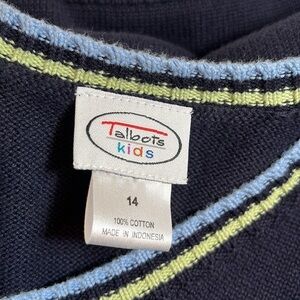 Talbots
kids
14
100% COTTON
MADE IN INDONESIA